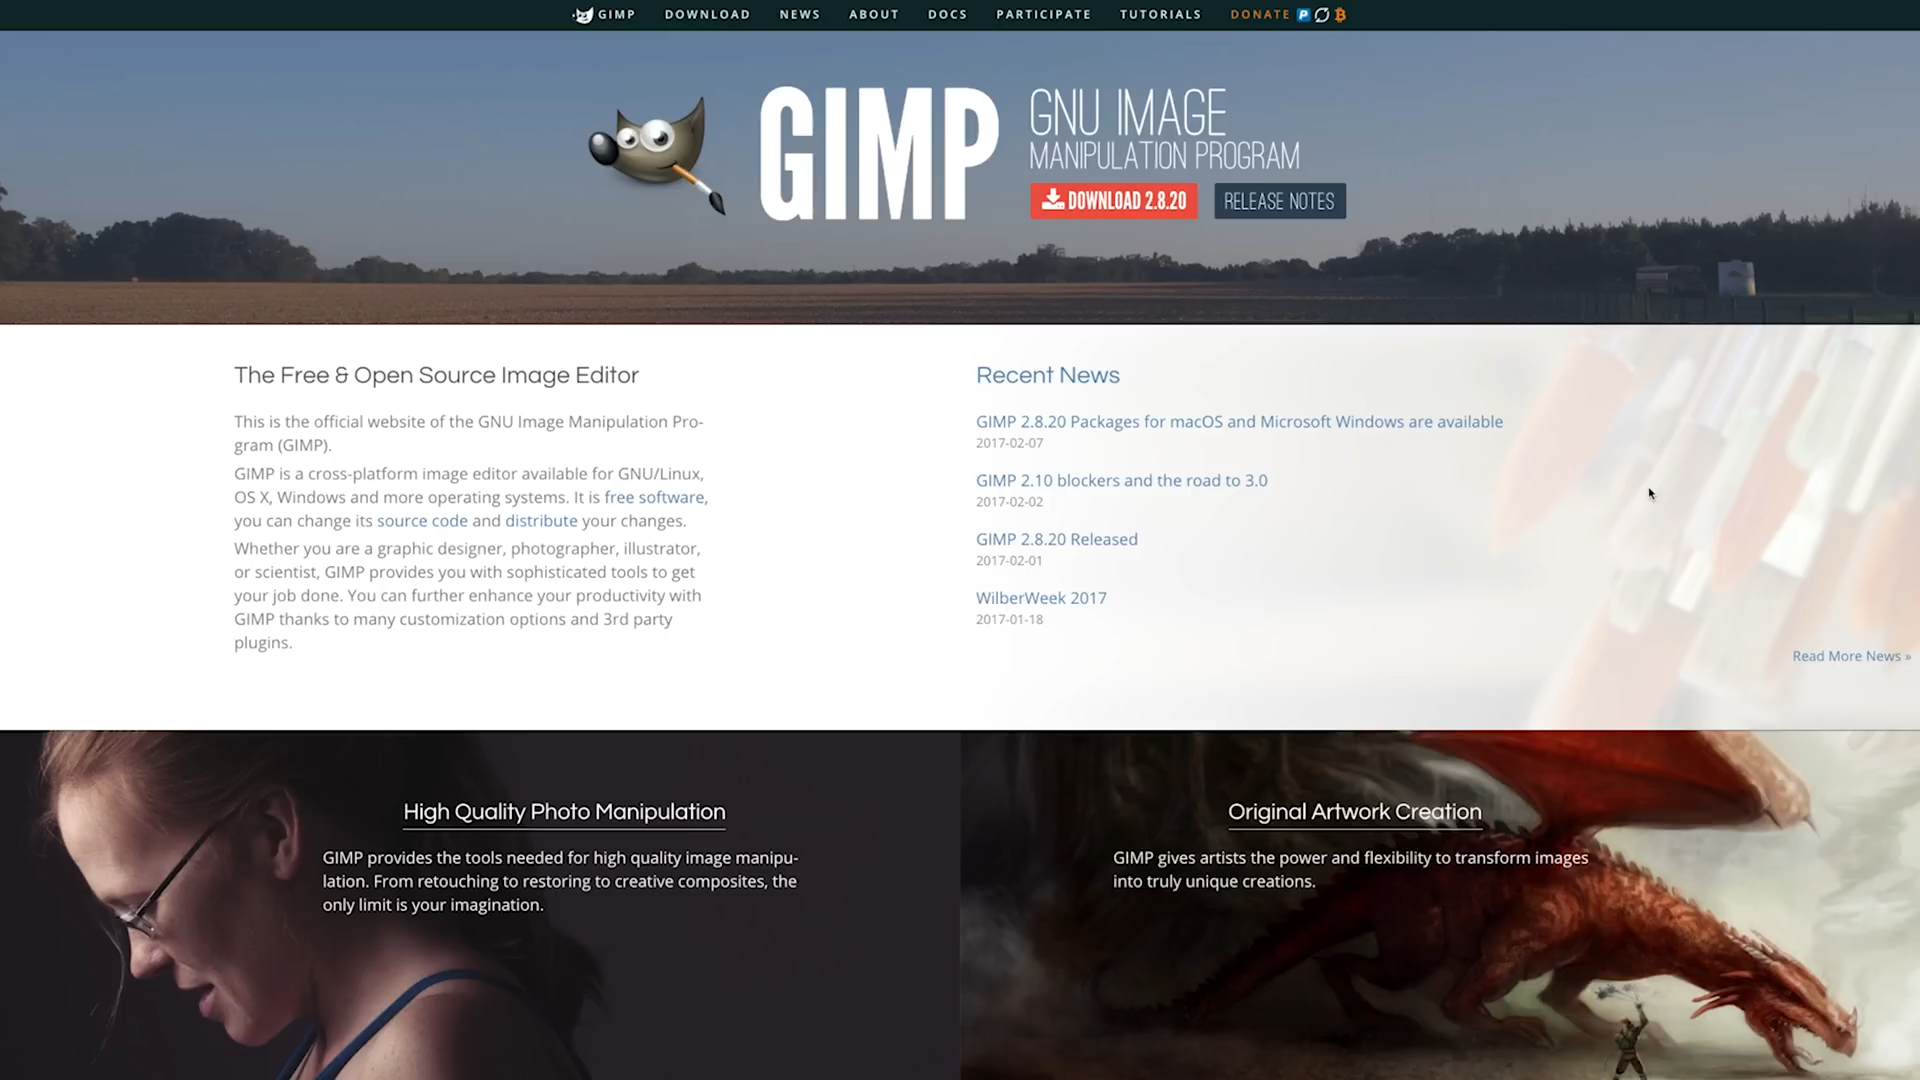 GIMP DOWNLOAD NEWS ABOUT DOCS PARTICIPATE TUTORIALS DONATE
GIMP
GNU IMAGE
MANIPULATION PROGRAM
DOWNLOAD 2.8.20
RELEASE NOTES
The Free & Open Source Image Editor
This is the official website of the GNU Image Manipulation Pro-
gram (GIMP).
GIMP is a cross-platform image editor available for GNU/Linux,
OS X, Windows and more operating systems. It is free software,
you can change its source code and distribute your changes.
Whether you are a graphic designer, photographer, illustrator,
or scientist, GIMP provides you with sophisticated tools to get
your job done. You can further enhance your productivity with
GIMP thanks to many customization options and 3rd party
plugins.
Recent News
GIMP 2.8.20 Packages for macOS and Microsoft Windows are available
2017-02-07
GIMP 2.10 blockers and the road to 3.0
2017-02-02
GIMP 2.8.20 Released
2017-02-01
WilberWeek 2017
2017-01-18
Read More News »
High Quality Photo Manipulation
GIMP provides the tools needed for high quality image manipu-
lation. From retouching to restoring to creative composites, the
only limit is your imagination.
Original Artwork Creation
GIMP gives artists the power and flexibility to transform images
into truly unique creations.